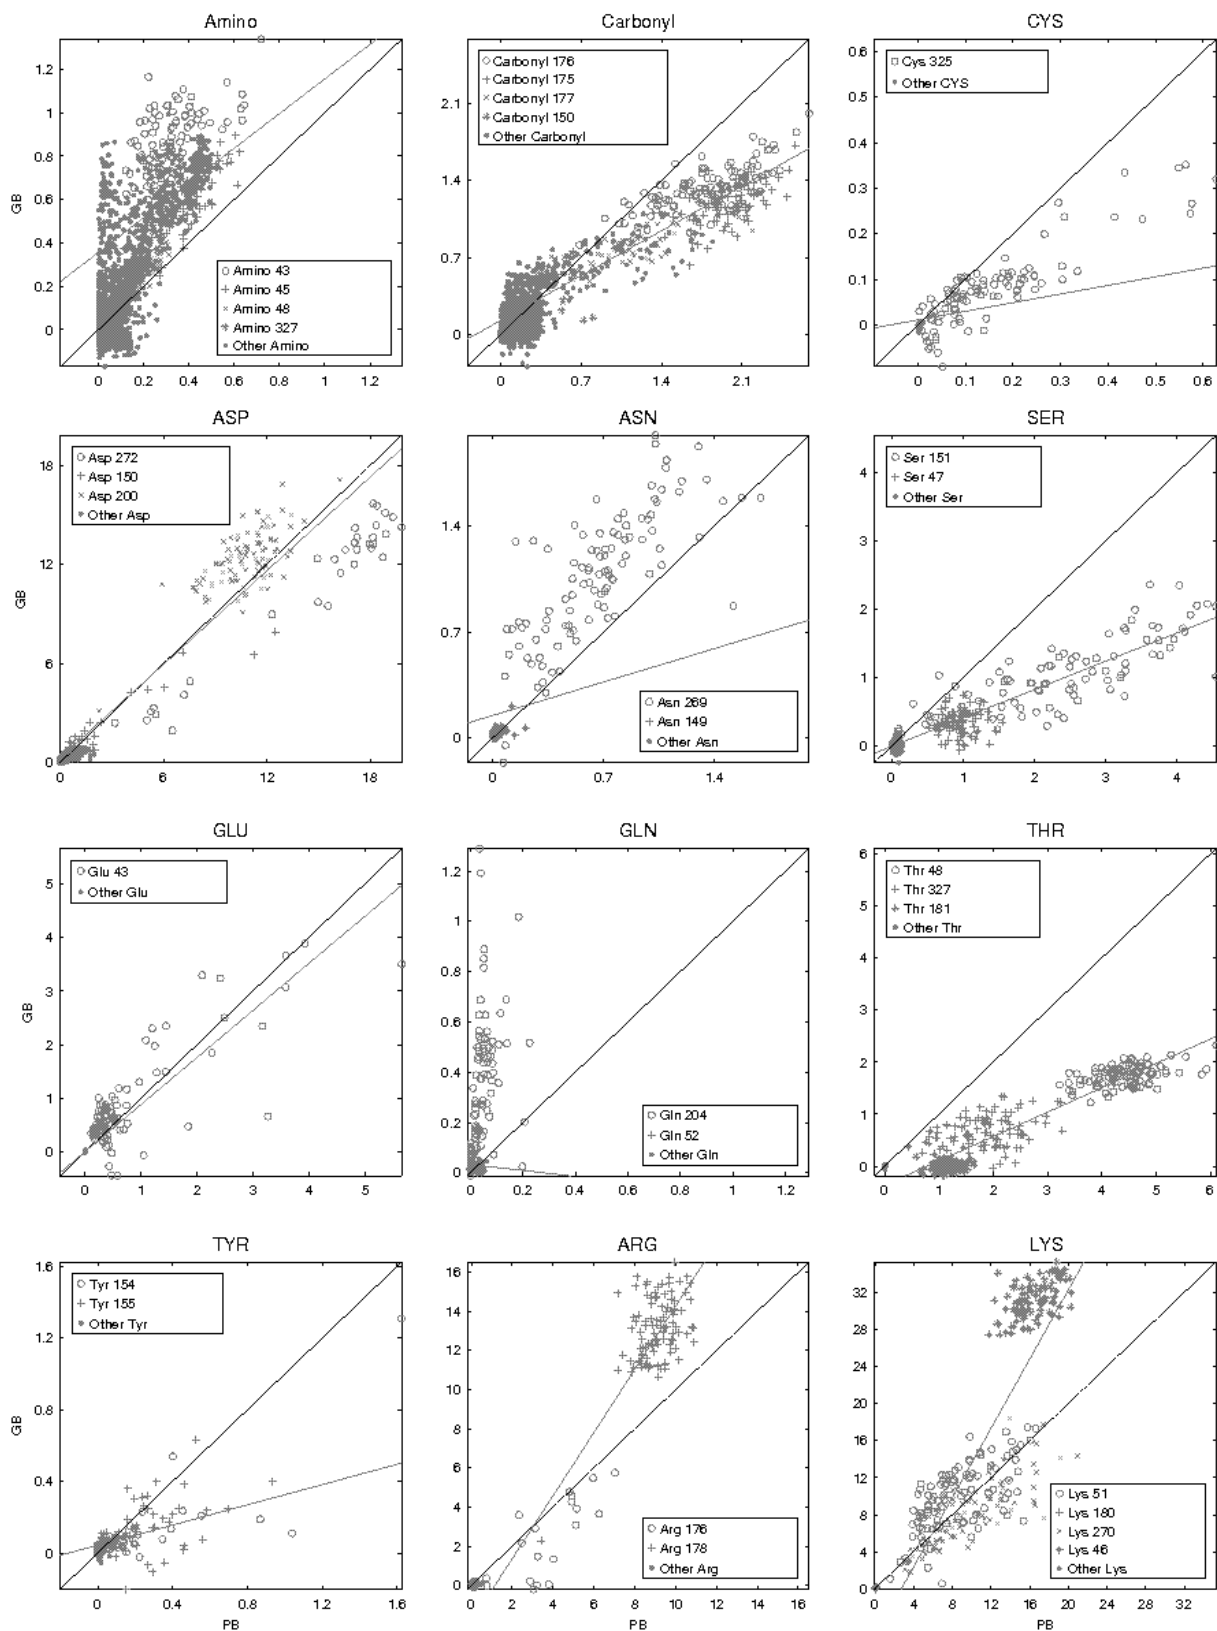 Amino
GB
1.2
1
0.8
0.6
0.4
0.2
0
Amino 43
Amino 45
Amino 48
Amino 327
Other Amino
0 0.2 0.4 0.6 0.8 1 1.2
Carbonyl
2.1
1.4
0.7
0
Carbonyl 176
Carbonyl 175
Carbonyl 177
Carbonyl 150
Other Carbonyl
0 0.7 1.4 2.1
CYS
0.6
0.5
0.4
0.3
0.2
0.1
0
Cys 325
Other CYS
0 0.1 0.2 0.3 0.4 0.5 0.6
ASP
GB
18
12
6
0
Asp 272
Asp 150
Asp 200
Other Asp
0 6 12 18
ASN
1.4
0.7
0
Asn 269
Asn 149
Other Asn
0 0.7 1.4
SER
4
3
2
1
0
Ser 151
Ser 47
Other Ser
0 1 2 3 4
GLU
GB
5
4
3
2
1
0
Glu 43
Other Glu
0 1 2 3 4 5
GLN
1.2
1
0.8
0.6
0.4
0.2
0
Gln 204
Gln 52
Other Gln
0 0.2 0.4 0.6 0.8 1 1.2
THR
6
5
4
3
2
1
0
Thr 48
Thr 327
Thr 181
Other Thr
0 1 2 3 4 5 6
TYR
GB
1.6
1.2
0.8
0.4
0
Tyr 154
Tyr 155
Other Tyr
0 0.4 0.8 1.2 1.6
PB
ARG
16
14
12
10
8
6
4
2
0
Arg 176
Arg 178
Other Arg
0 2 4 6 8 10 12 14 16
PB
LYS
32
28
24
20
16
12
8
4
0
Lys 51
Lys 180
Lys 270
Lys 46
Other Lys
0 4 8 12 16 20 24 28 32
PB